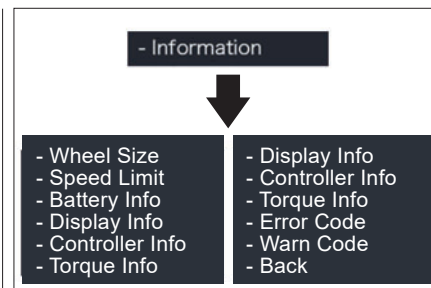 - Information
- Wheel Size
- Speed Limit
- Battery Info
- Display Info
- Controller Info
- Torque Info
- Display Info
- Controller Info
- Torque Info
- Error Code
- Warn Code
- Back